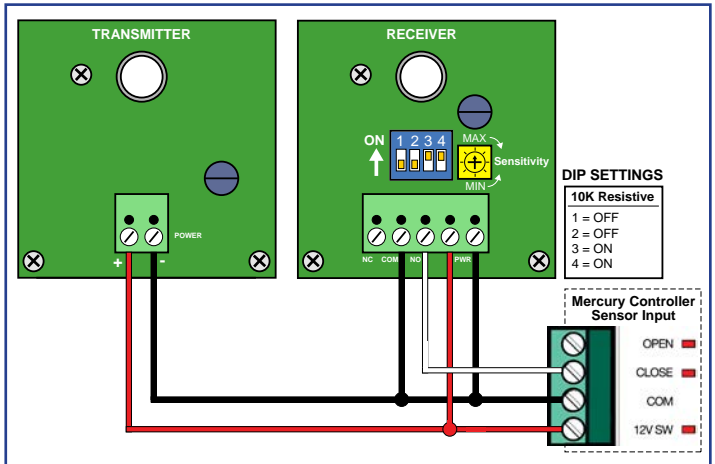 TRANSMITTER
POWER
+ -
RECEIVER
ON
1 2 3 4
MAX
Sensitivity
MIN
NC COM NO PWR
DIP SETTINGS
10K Resistive
1 = OFF
2 = OFF
3 = ON
4 = ON
Mercury Controller
Sensor Input
OPEN
CLOSE
COM
12V SW